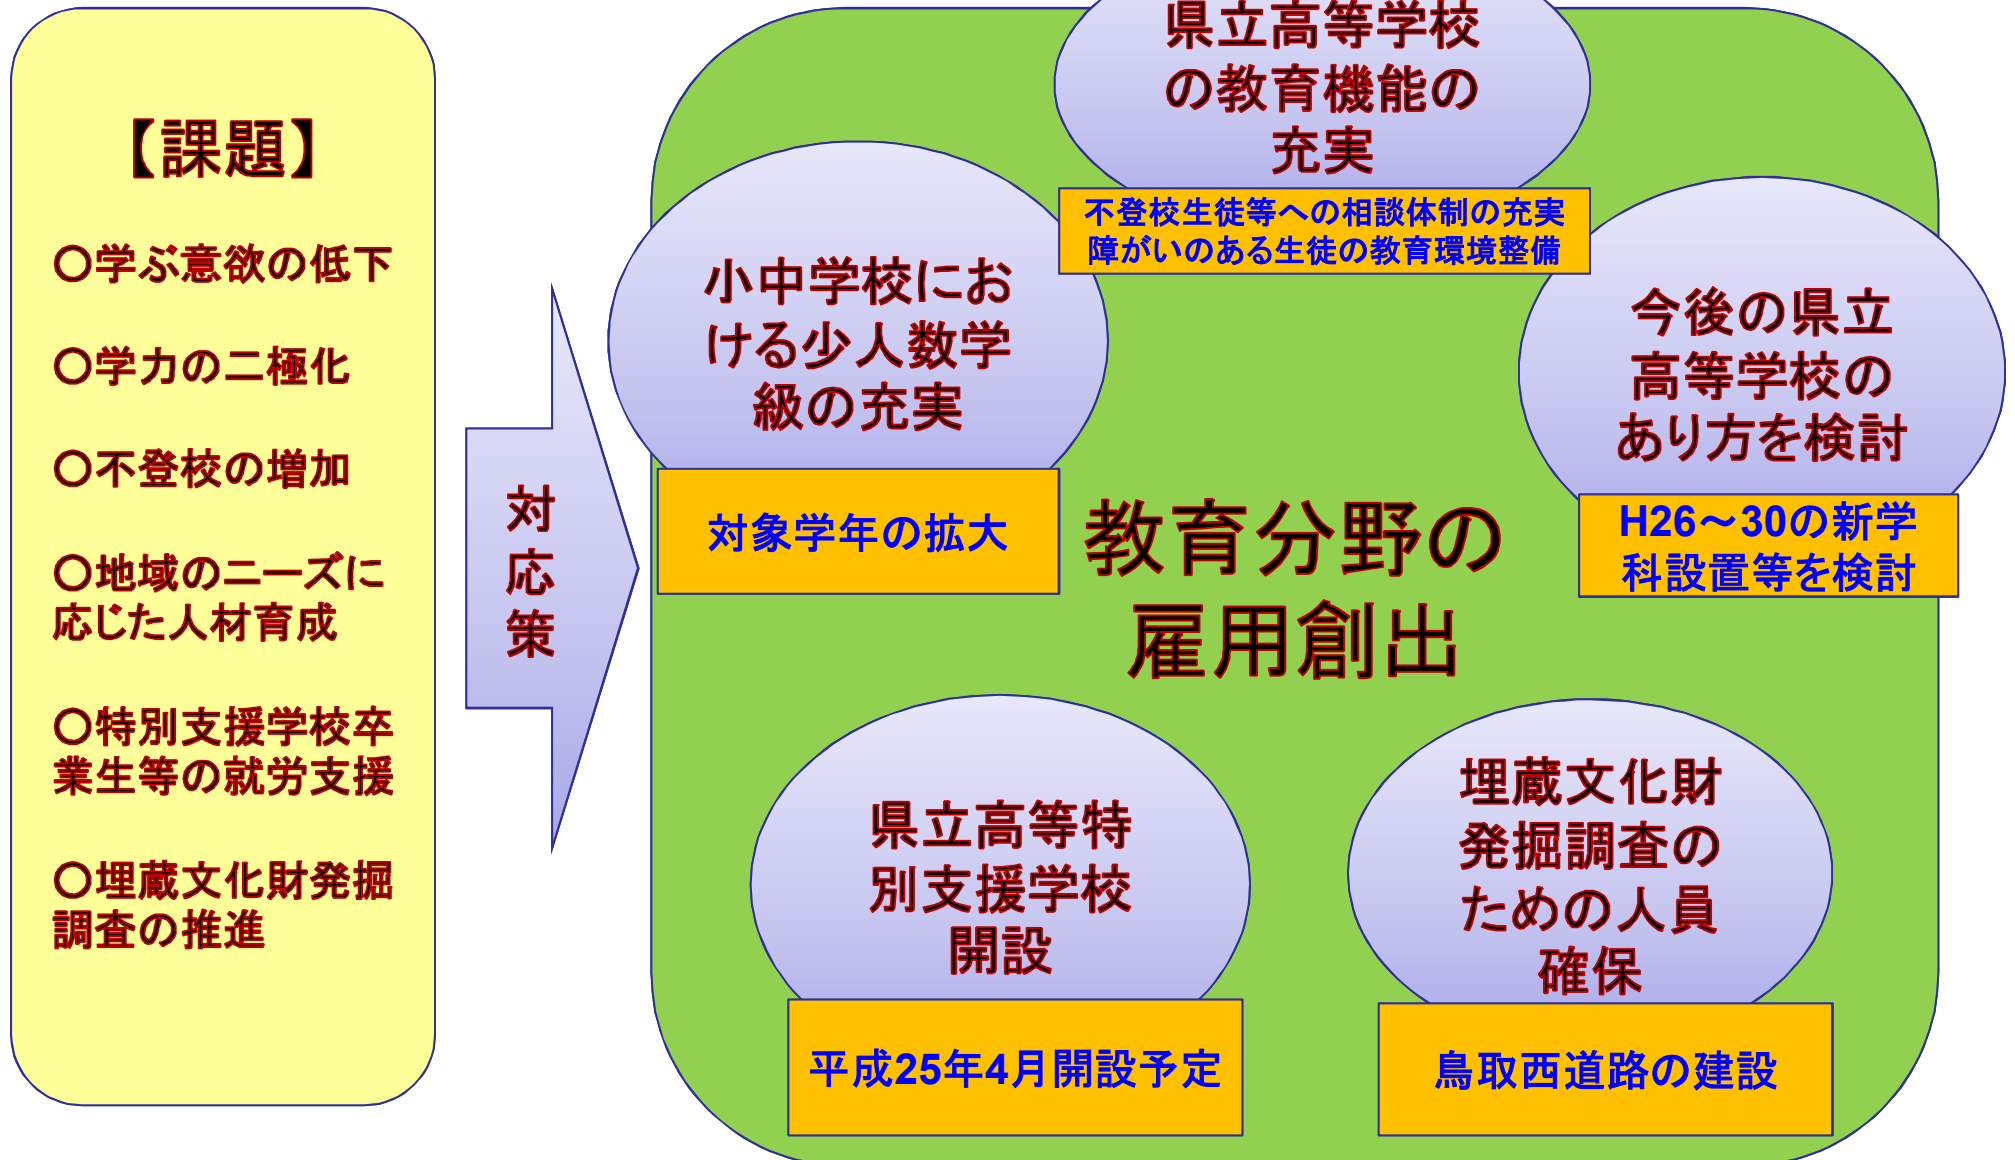 【課題】
○学ぶ意欲の低下
○学力の二極化
○不登校の増加
○地域のニーズに
応じた人材育成
○特別支援学校卒
業生等の就労支援
○埋蔵文化財発掘
調査の推進
対
応
策
県立高等学校
の教育機能の
充実
不登校生徒等への相談体制の充実
障がいのある生徒の教育環境整備
小中学校にお
ける少人数学
級の充実
対象学年の拡大
今後の県立
高等学校の
あり方を検討
H26～30の新学
科設置等を検討
教育分野の
雇用創出
県立高等特
別支援学校
開設
平成25年4月開設予定
埋蔵文化財
発掘調査の
ための人員
確保
鳥取西道路の建設